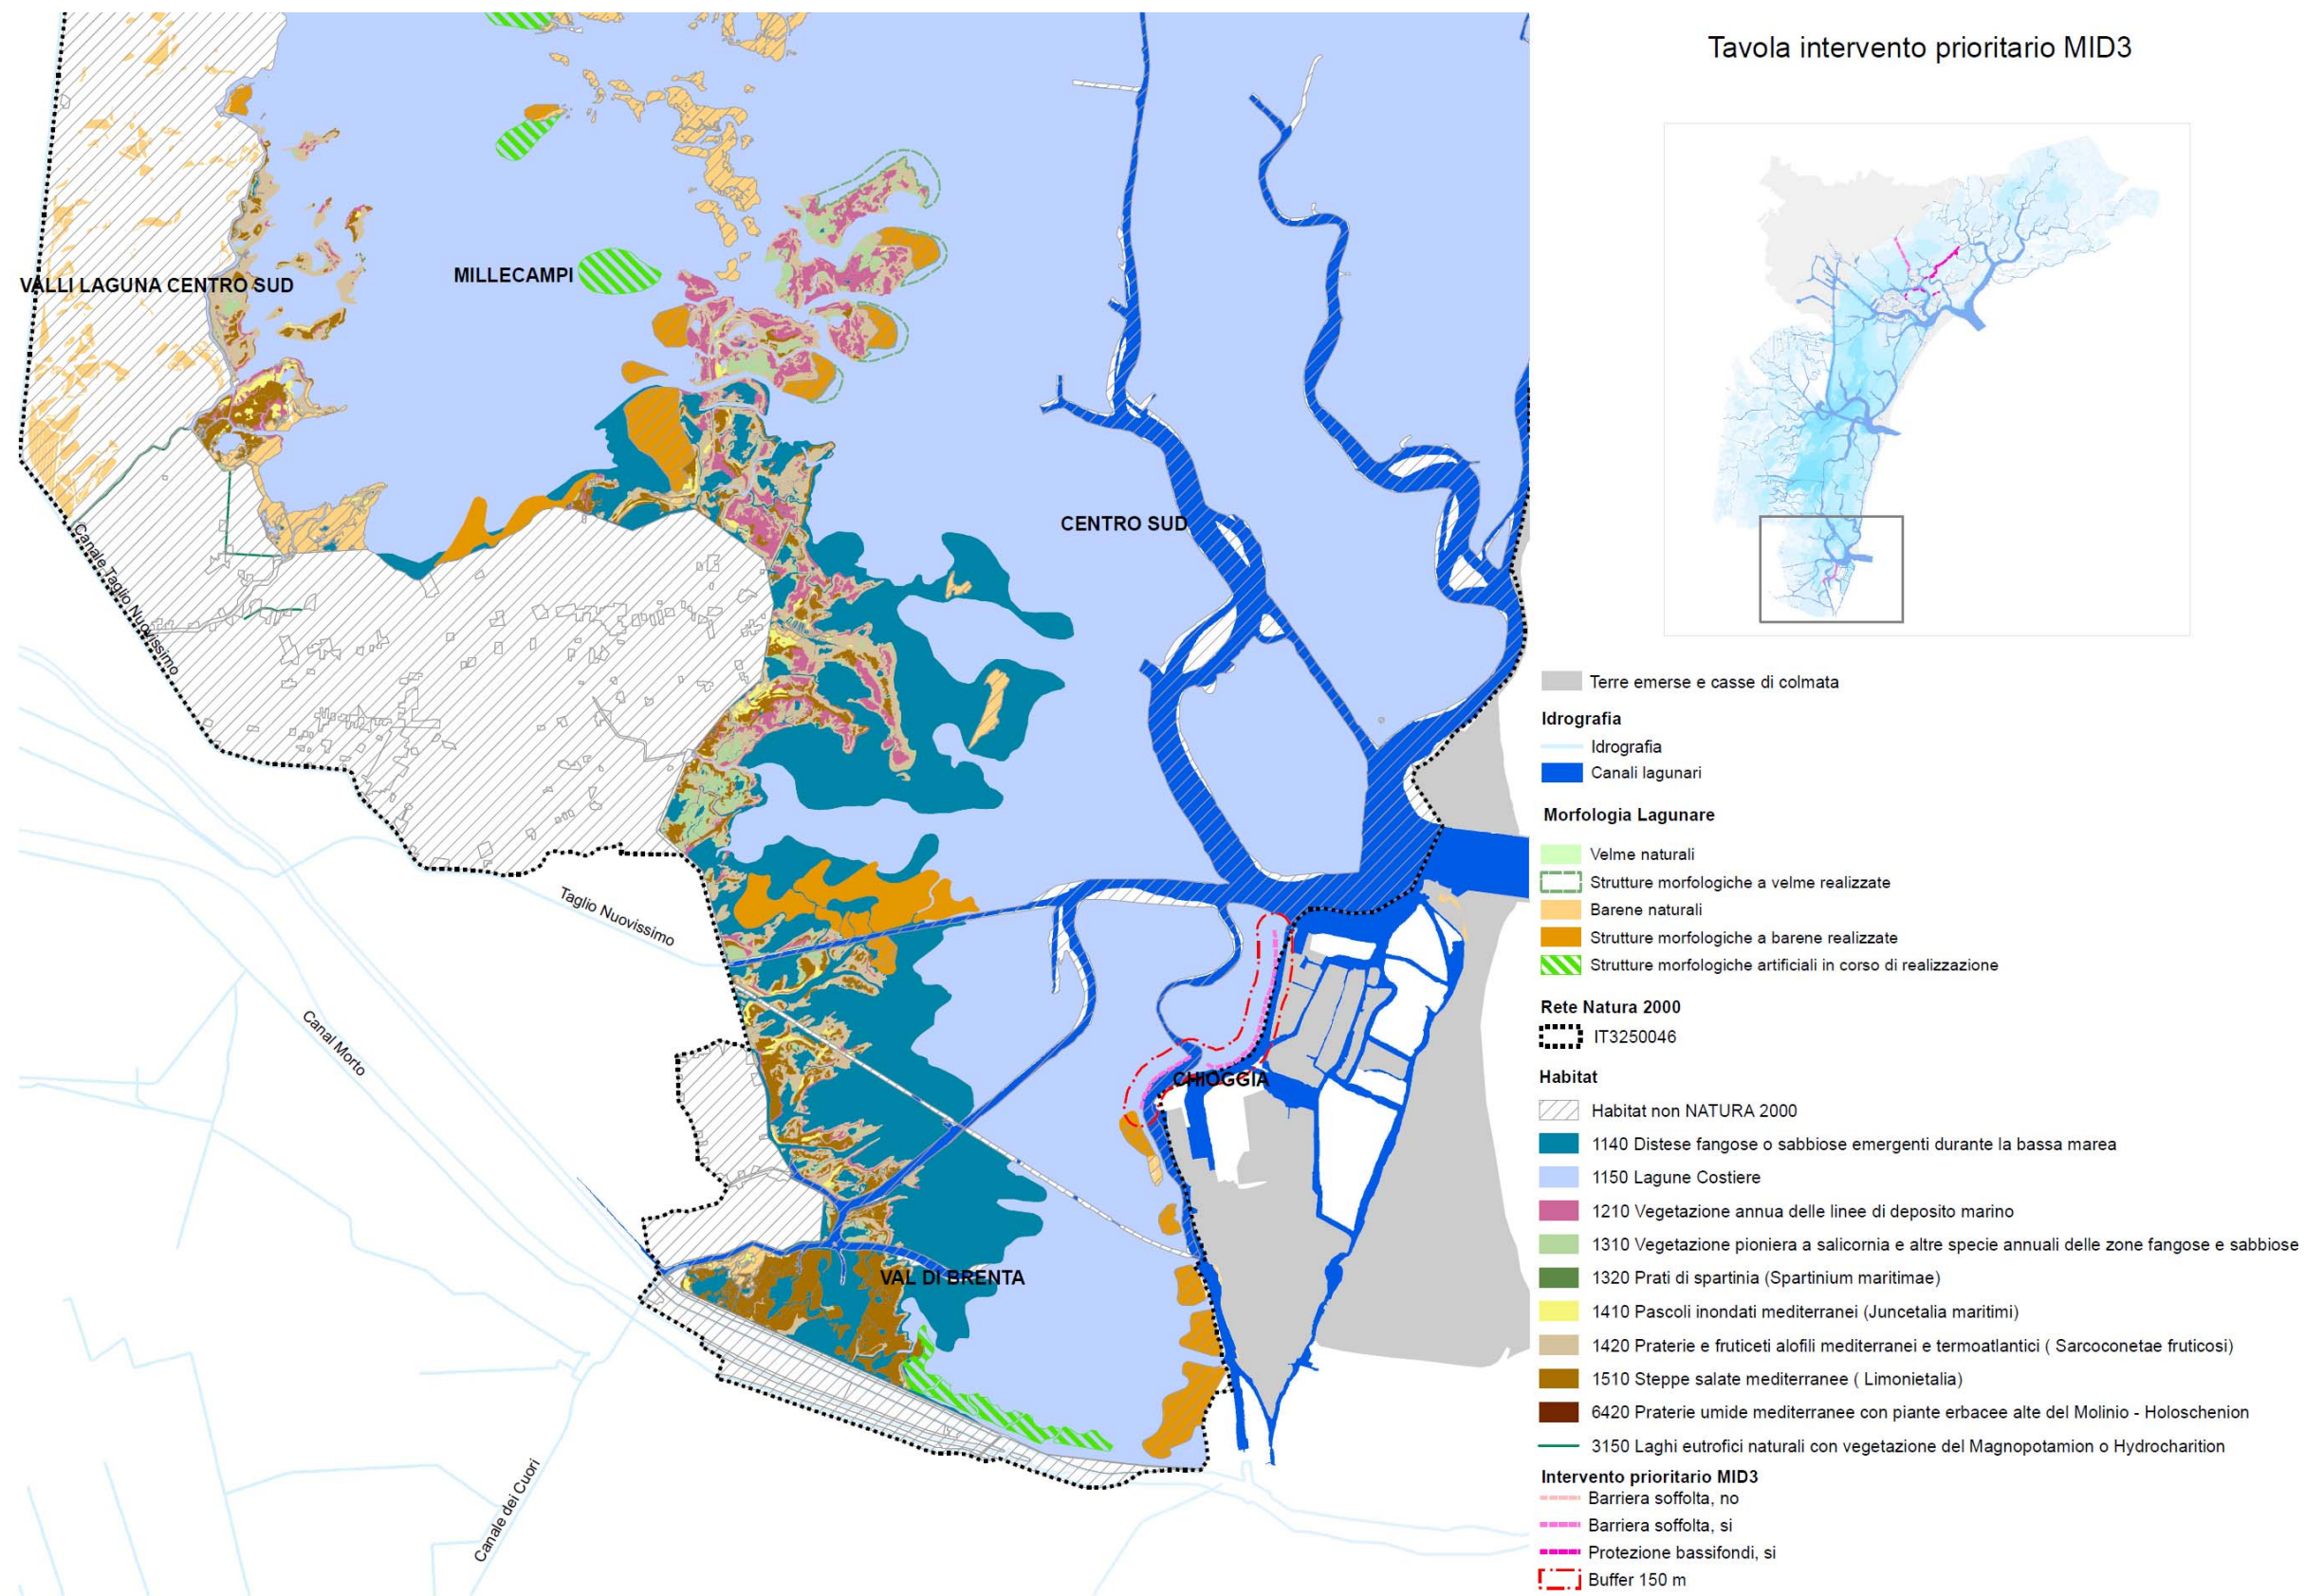 Tavola intervento prioritario MID3
VALLI LAGUNA CENTRO SUD
MILLECAMPI
CENTRO SUD
Canale Taglio Nuovissimo
Taglio Nuovissimo
Canal Morto
CHIOGGIA
VAL DI BRENTA
Canale dei Cuori
Terre emerse e casse di colmata
Idrografia
Idrografia
Canali lagunari
Morfologia Lagunare
Velme naturali
Strutture morfologiche a velme realizzate
Barene naturali
Strutture morfologiche a barene realizzate
Strutture morfologiche artificiali in corso di realizzazione
Rete Natura 2000
IT3250046
Habitat
Habitat non NATURA 2000
1140 Distese fangose o sabbiose emergenti durante la bassa marea
1150 Lagune Costiere
1210 Vegetazione annua delle linee di deposito marino
1310 Vegetazione pioniera a salicornia e altre specie annuali delle zone fangose e sabbiose
1320 Prati di spartinia (Spartinium maritimae)
1410 Pascoli inondati mediterranei (Juncetalia maritimi)
1420 Praterie e fruticeti alofili mediterranei e termoatlantici ( Sarcoconetae fruticosi)
1510 Steppe salate mediterranee ( Limonietalia)
6420 Praterie umide mediterranee con piante erbacee alte del Molinio - Holoschenion
3150 Laghi eutrofici naturali con vegetazione del Magnopotamion o Hydrocharition
Intervento prioritario MID3
Barriera soffolta, no
Barriera soffolta, si
Protezione bassifondi, si
Buffer 150 m